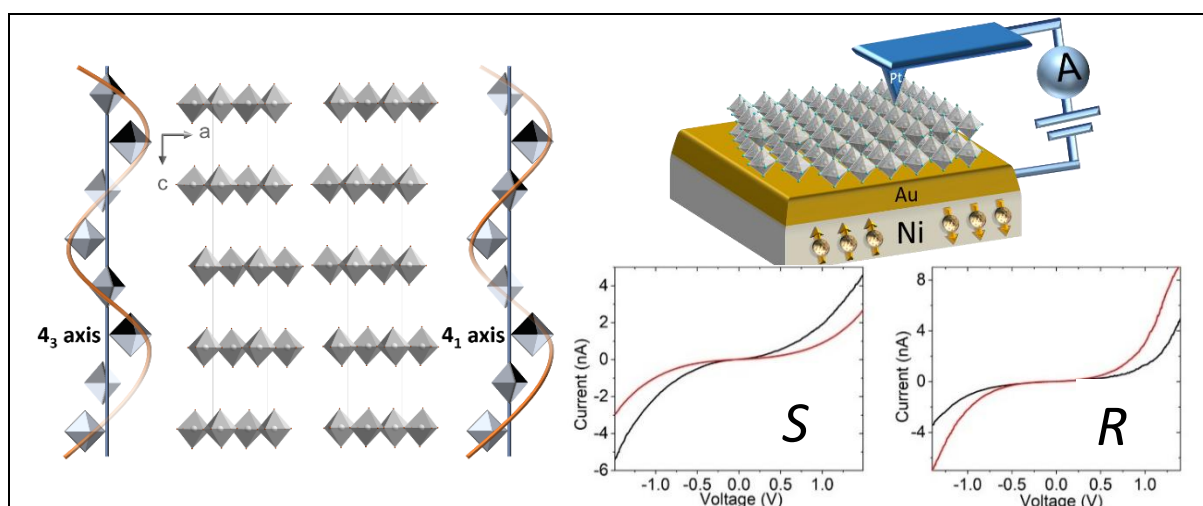 a
c
4₃ axis
4₁ axis
Pt
A
Au
Ni
4
2
0
-2
-4
-6
-1.0
-0.5
0.0
0.5
1.0
Current (nA)
Voltage (V)
S
8
4
0
-4
-1.0
-0.5
0.0
0.5
1.0
Current (nA)
Voltage (V)
R